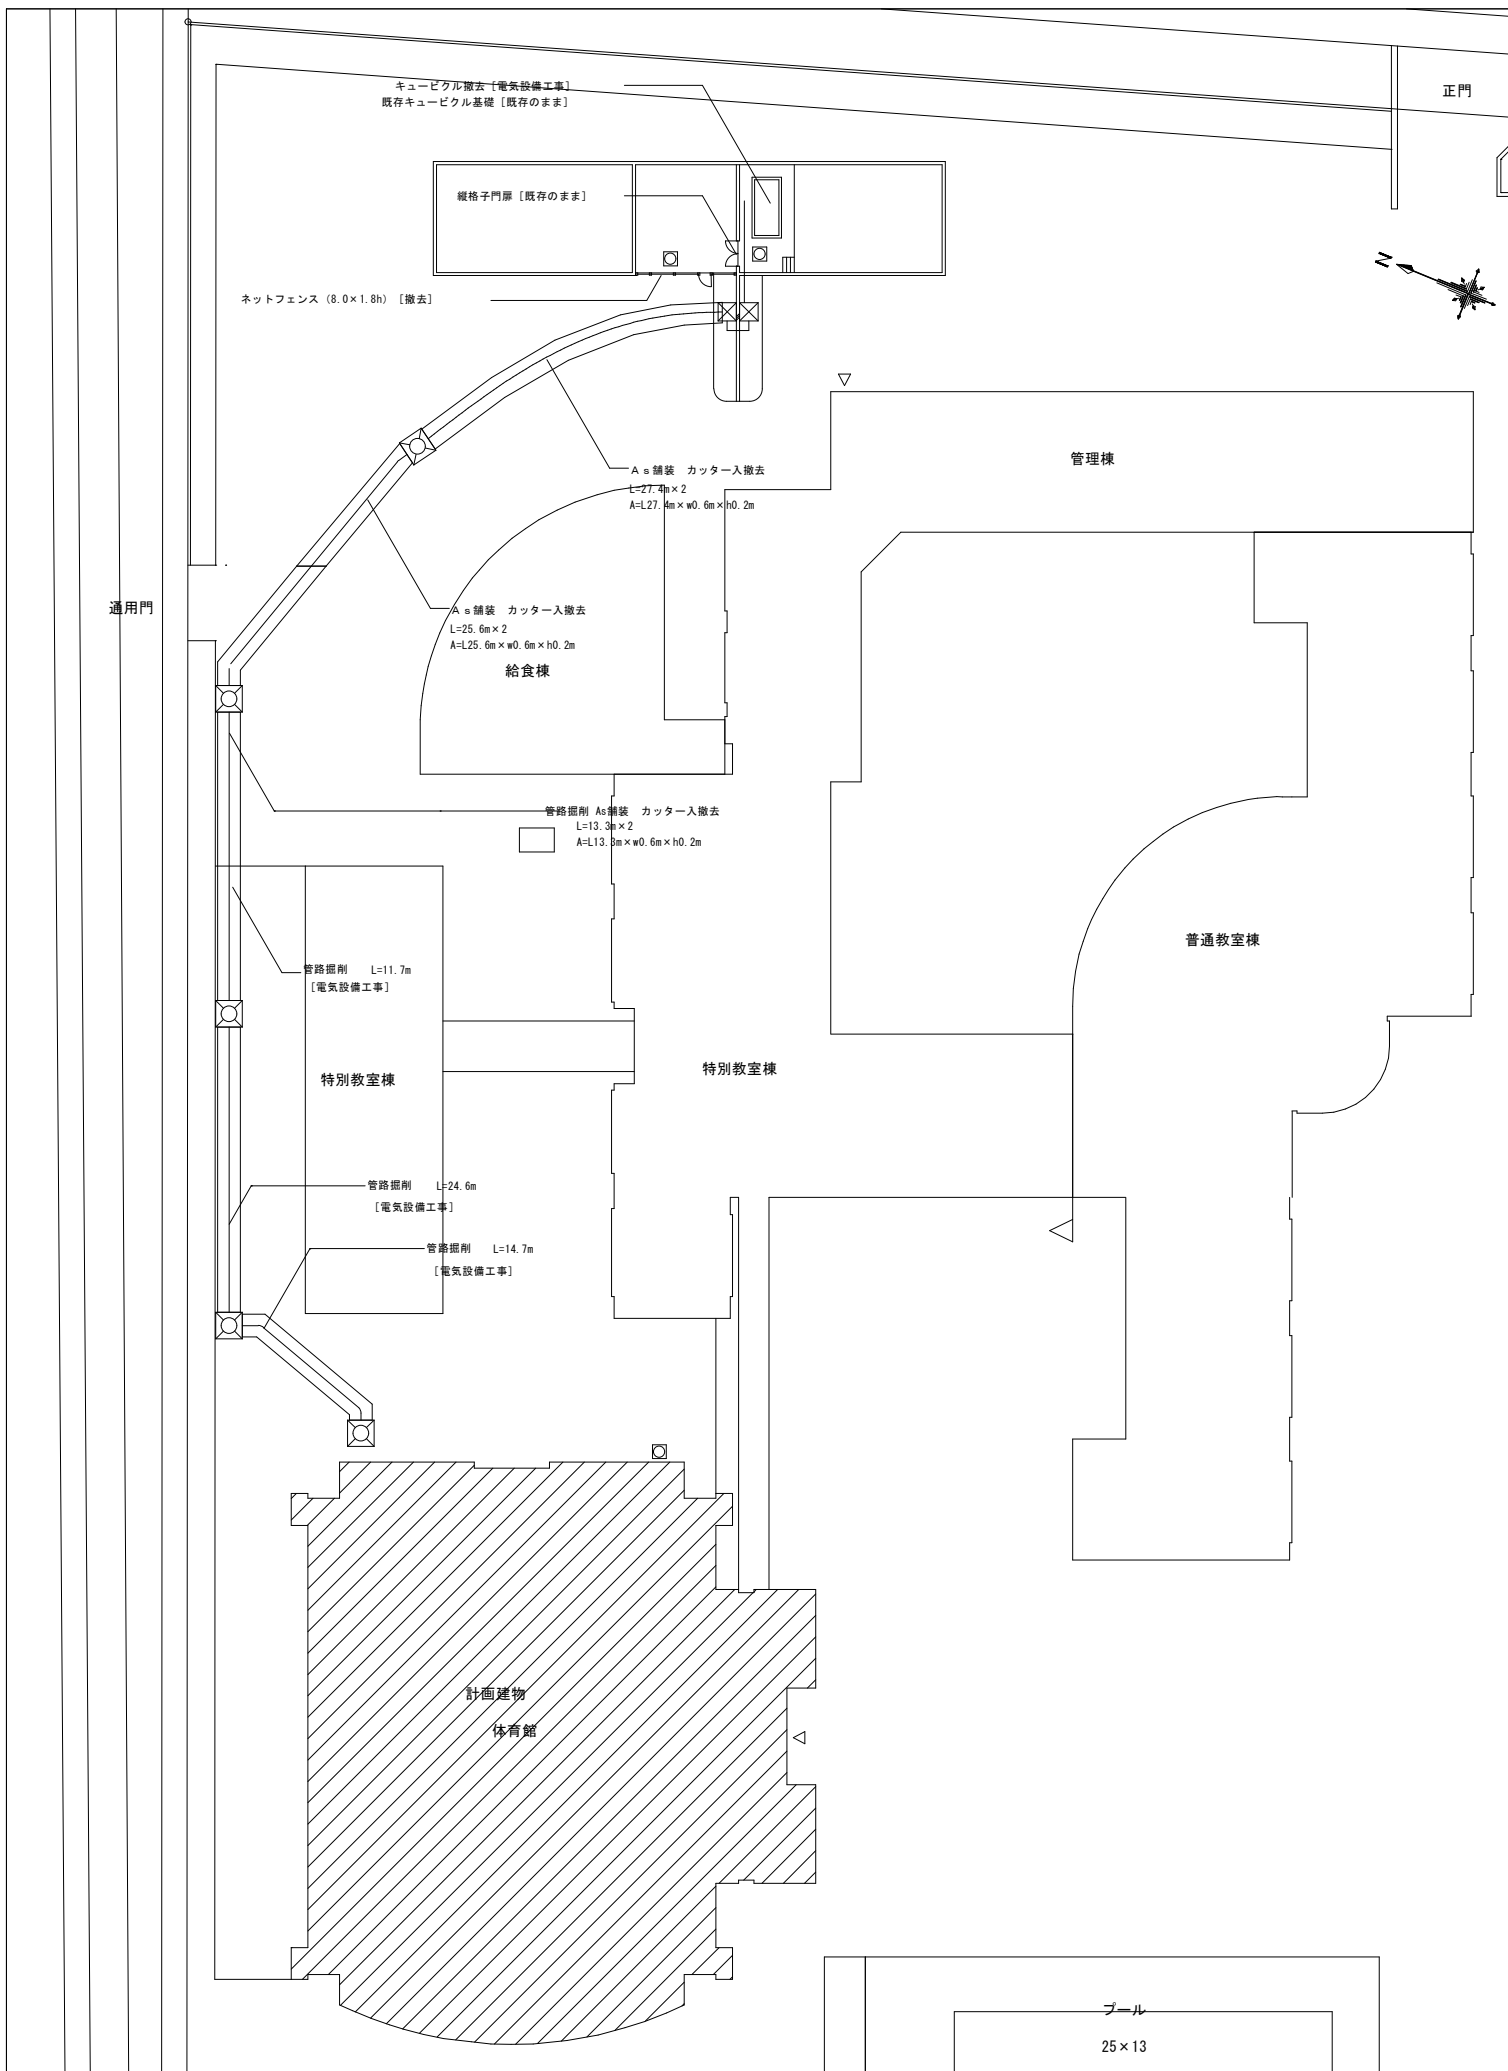 キュービクル撤去［電気設備工事］
既存キュービクル基礎［既存のまま］
正門
縦格子門扉［既存のまま］
N
ネットフェンス（8.0×1.8h）［撤去］
管理棟
Ａｓ舗装　カッター入撤去
L=27.4m×2
A=L27.4m×w0.6m×h0.2m
通用門
Ａｓ舗装　カッター入撤去
L=25.6m×2
A=L25.6m×w0.6m×h0.2m
給食棟
管路掘削 As舗装　カッター入撤去
L=13.3m×2
A=L13.3m×w0.6m×h0.2m
普通教室棟
管路掘削　L=11.7m
［電気設備工事］
特別教室棟
特別教室棟
管路掘削　L=24.6m
［電気設備工事］
管路掘削　L=14.7m
［電気設備工事］
計画建物
体育館
プール
25×13